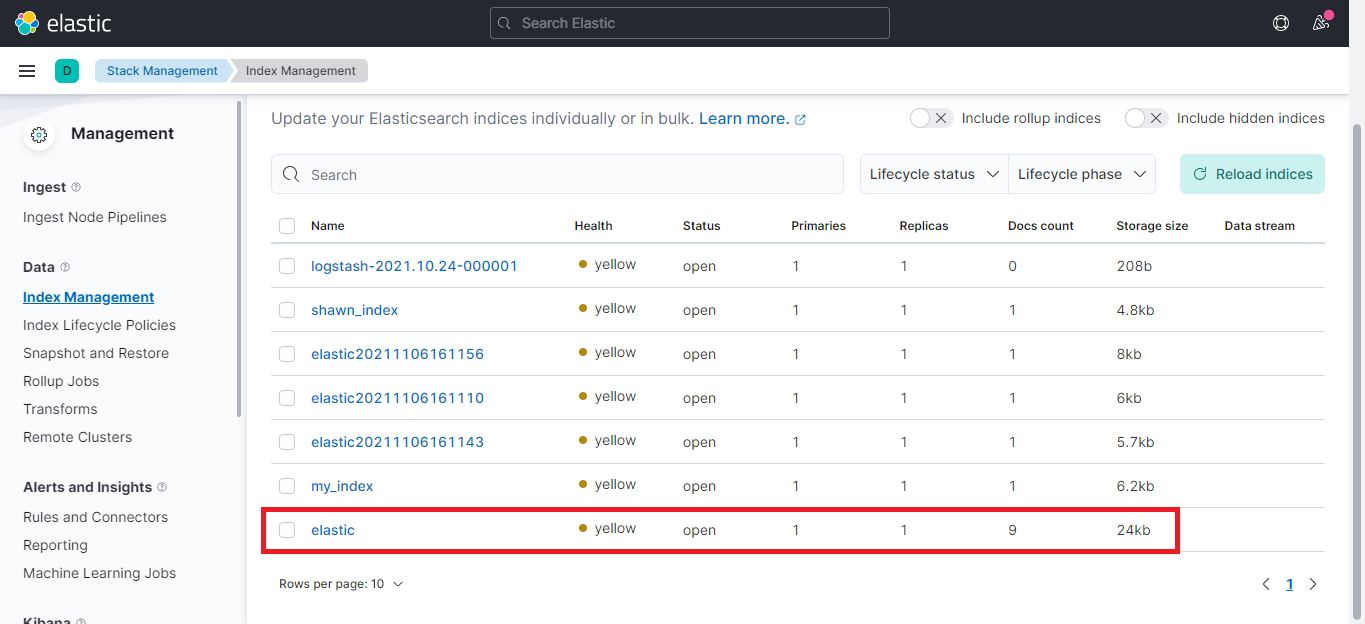 elastic
Search Elastic
D
Stack Management
Index Management
Management
Ingest
Ingest Node Pipelines
Data
Index Management
Index Lifecycle Policies
Snapshot and Restore
Rollup Jobs
Transforms
Remote Clusters
Alerts and Insights
Rules and Connectors
Reporting
Machine Learning Jobs
Kibana
Update your Elasticsearch indices individually or in bulk. Learn more.
Include rollup indices
Include hidden indices
Search
Lifecycle status
Lifecycle phase
Reload indices
Name Health Status Primaries Replicas Docs count Storage size Data stream
logstash-2021.10.24-000001 yellow open 1 1 0 208b
shawn_index yellow open 1 1 1 4.8kb
elastic20211106161156 yellow open 1 1 1 8kb
elastic20211106161110 yellow open 1 1 1 6kb
elastic20211106161143 yellow open 1 1 1 5.7kb
my_index yellow open 1 1 1 6.2kb
elastic yellow open 1 1 9 24kb
Rows per page: 10
1